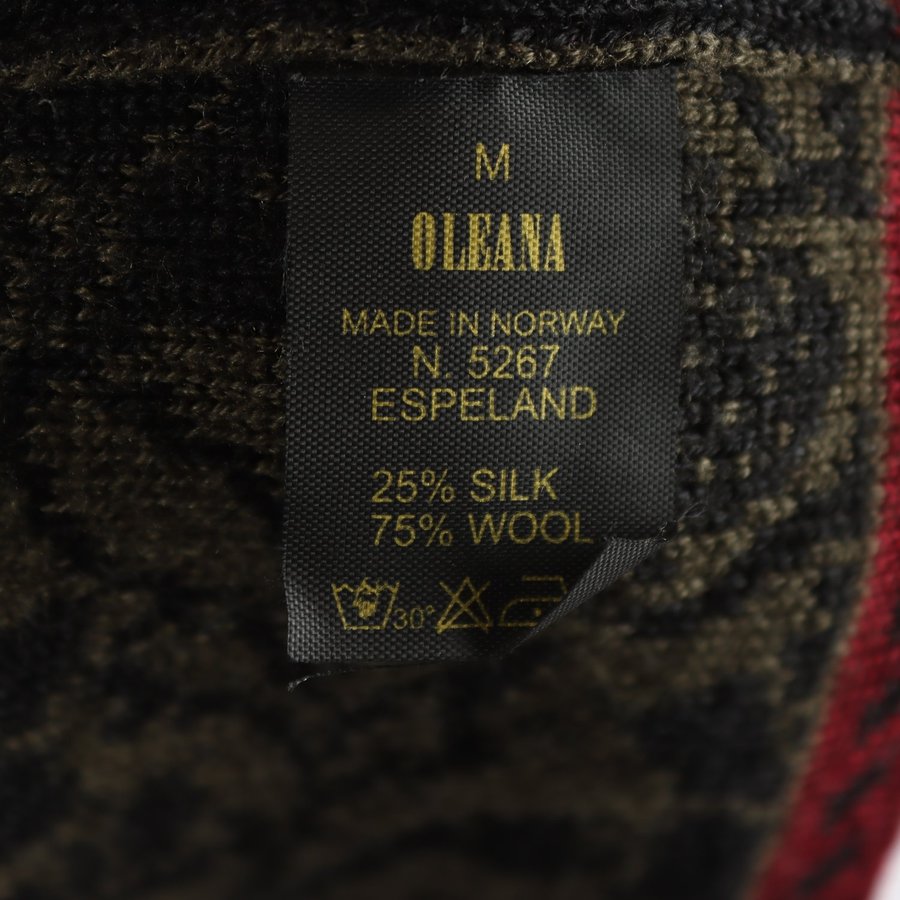 M
OLEANA
MADE IN NORWAY
N. 5267
ESPELAND
25% SILK
75% WOOL
30°